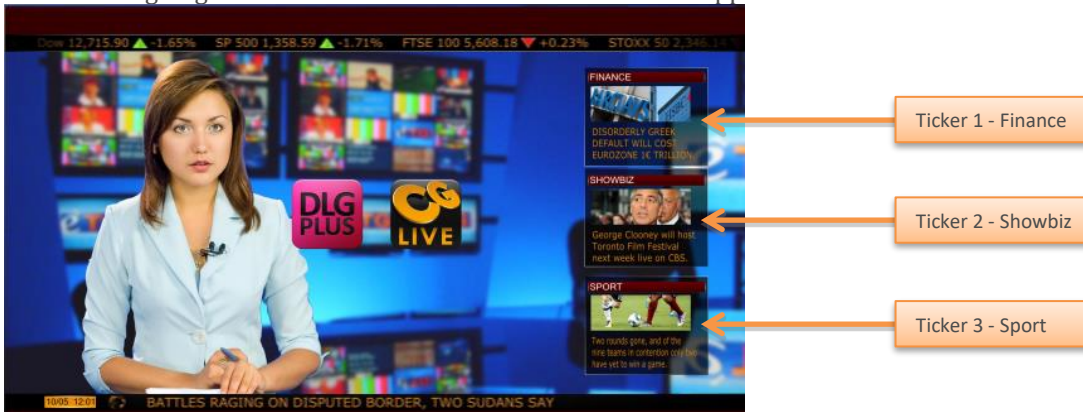 Dow 12,715.90 -1.65% SP 500 1,358.59 -1.71% FTSE 100 5,608.18 +0.23% STOXX 50 2,346.14
FINANCE
DISORDERLY GREEK
DEFAULT WILL COST
EUROZONE 1€ TRILLION
Ticker 1 - Finance
SHOWBIZ
George Clooney will host
Toronto Film Festival
next week live on CBS.
Ticker 2 - Showbiz
DLG
PLUS
CG
LIVE
SPORT
Two rounds gone, and of the
nine teams in contention only two
have yet to win a game.
Ticker 3 - Sport
10/05 12:01 BATTLES RAGING ON DISPUTED BORDER, TWO SUDANS SAY